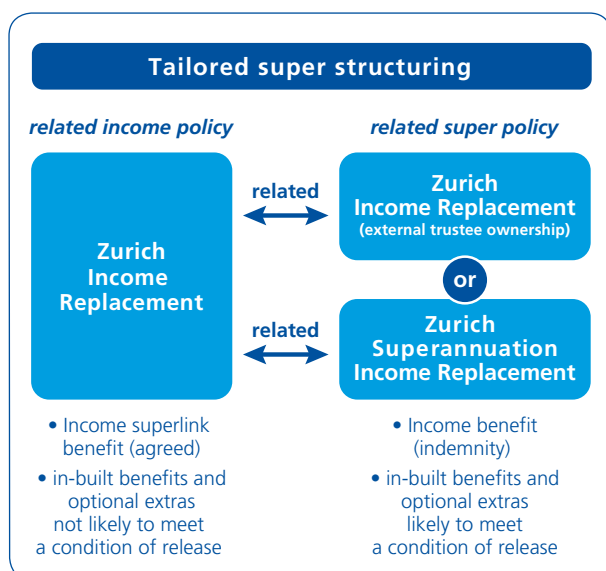 Tailored super structuring
related income policy
related super policy
Zurich
Income
Replacement
related
Zurich
Income Replacement
(external trustee ownership)
or
related
Zurich
Superannuation
Income Replacement
• Income superlink
benefit (agreed)
• in-built benefits and
optional extras
not likely to meet
a condition of release
• Income benefit
(indemnity)
• in-built benefits and
optional extras
likely to meet
a condition of release